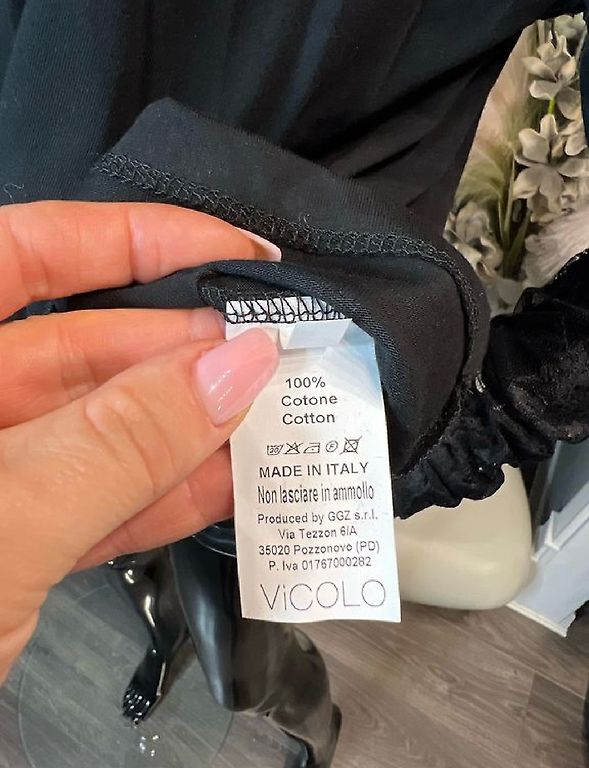 100%
Cotone
Cotton
MADE IN ITALY
Non lasciare in ammollo
Produced by GGZ s.r.l.
Via Tezzon 6/A
35020 Pozzonovo (PD)
P. Iva 01767000282
ViCOLO